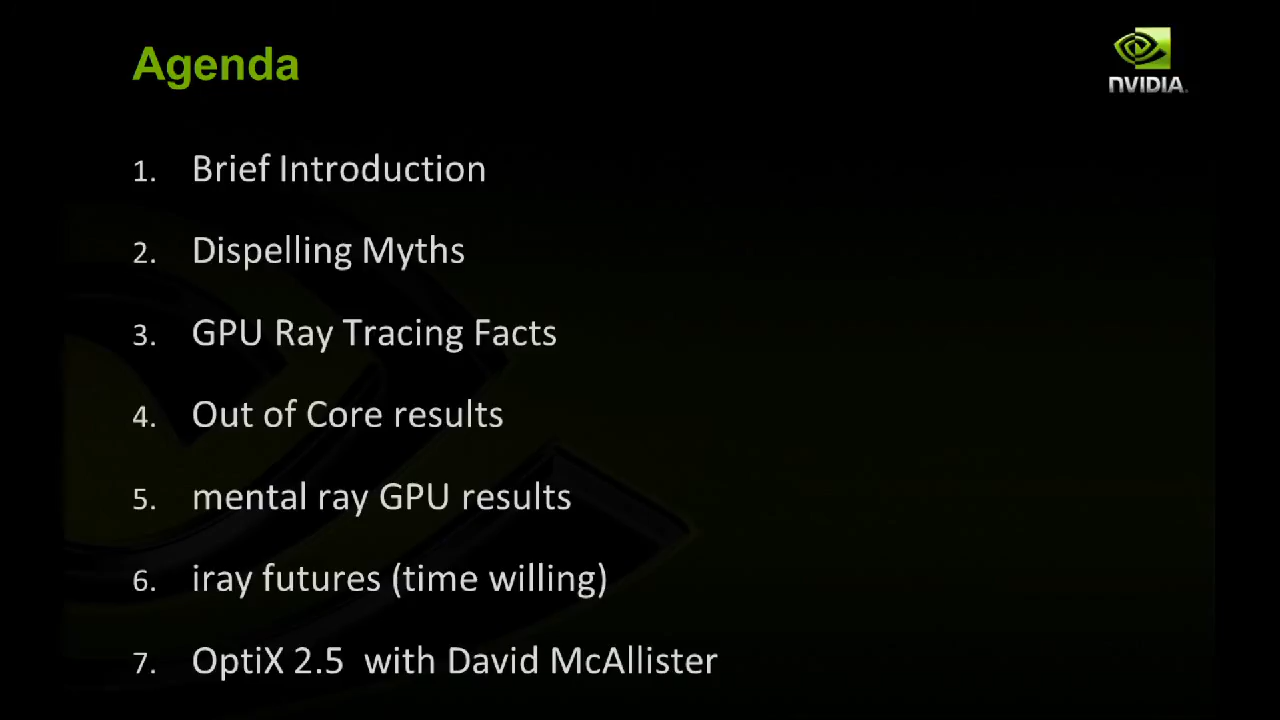 Agenda
NVIDIA.
1. Brief Introduction
2. Dispelling Myths
3. GPU Ray Tracing Facts
4. Out of Core results
5. mental ray GPU results
6. iray futures (time willing)
7. OptiX 2.5  with David McAllister